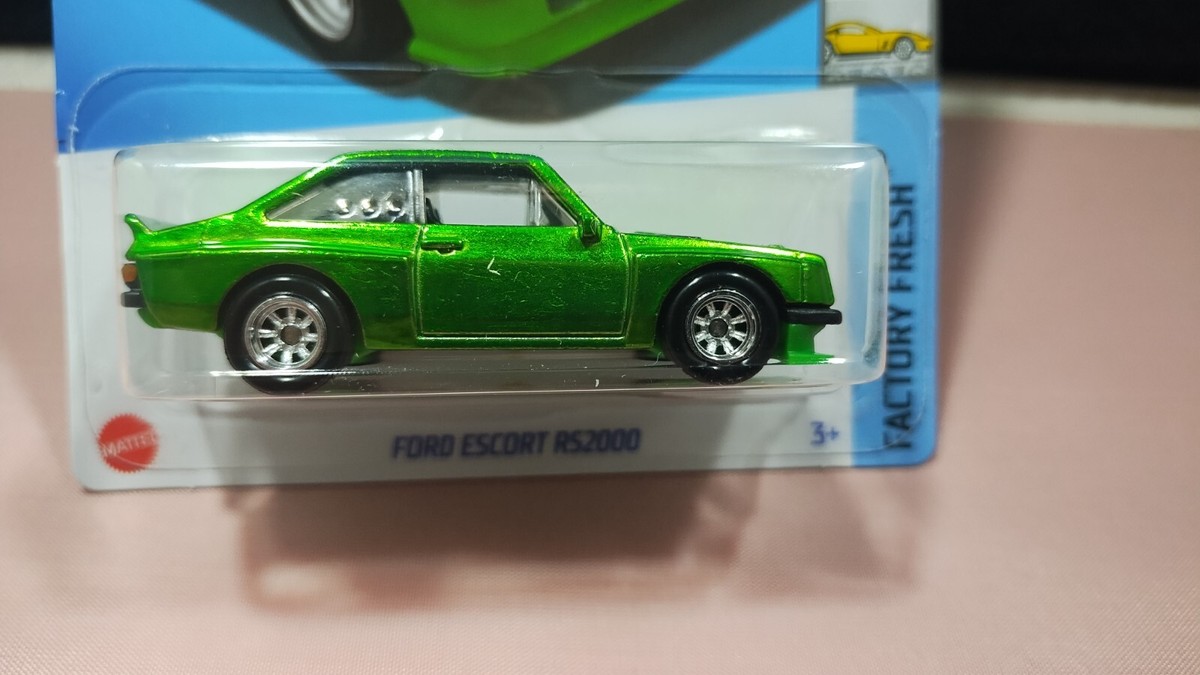 FACTORY FRESH
MATTEL
FORD ESCORT RS2000
3+